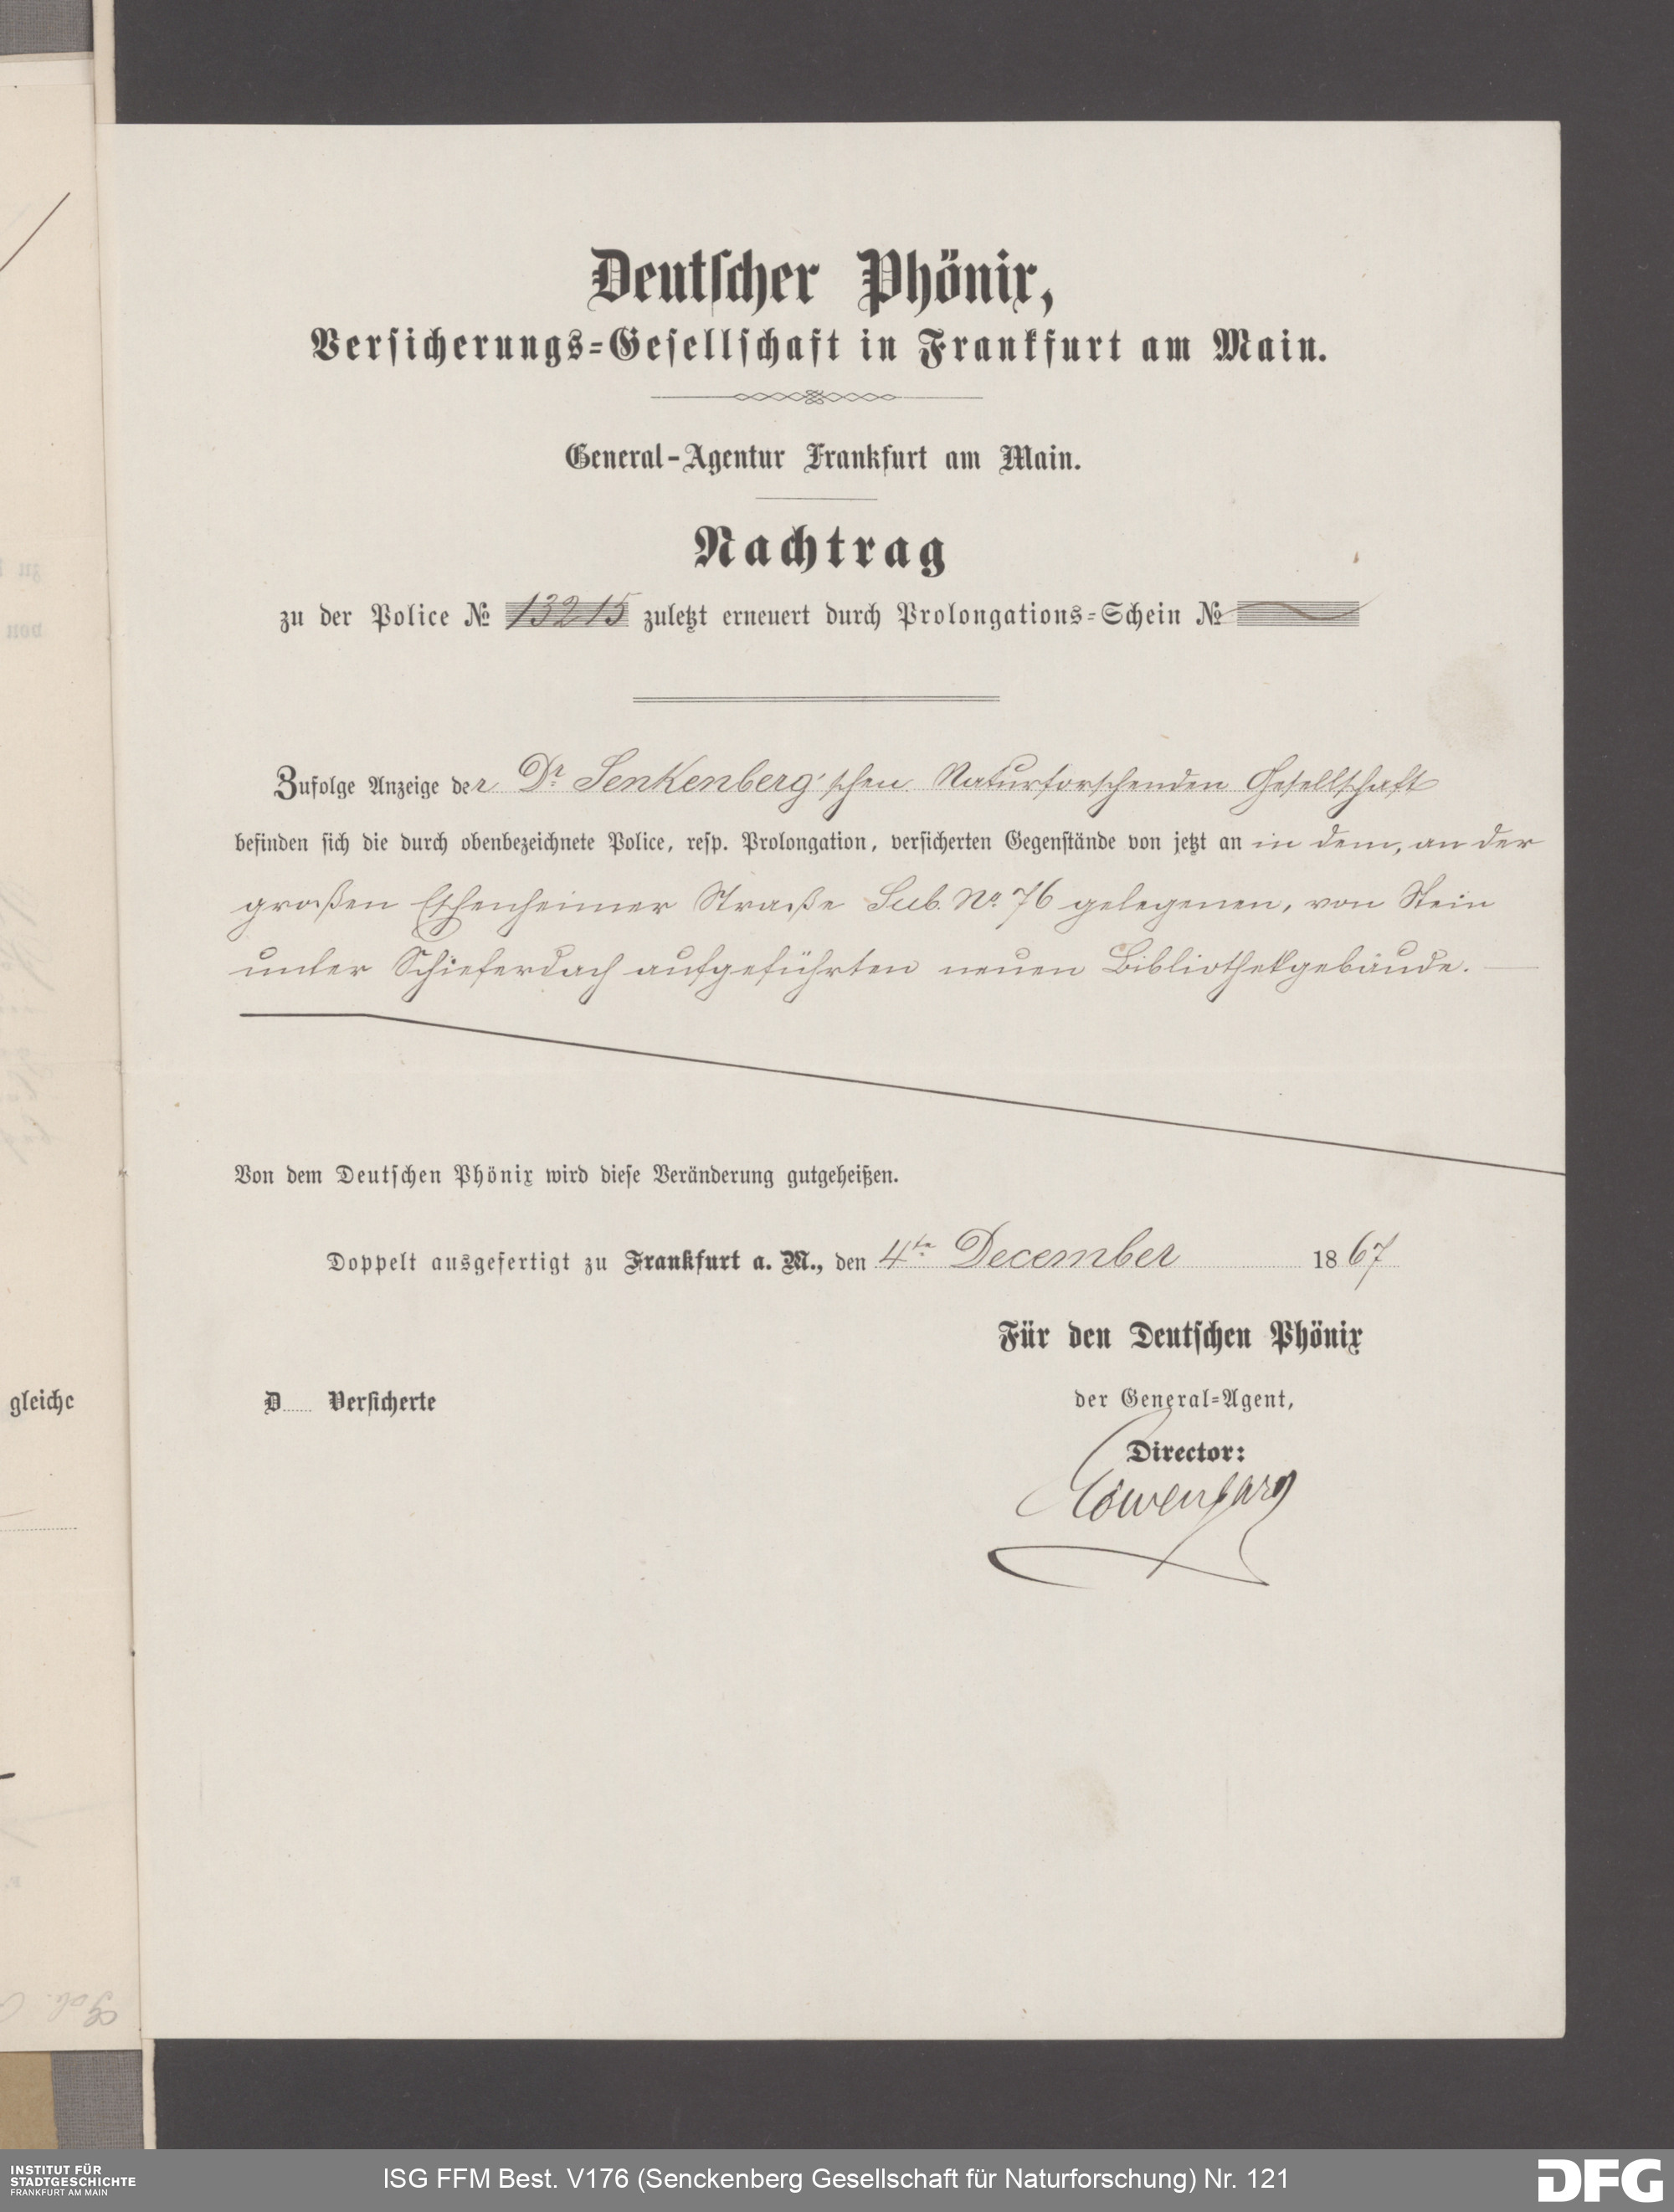 Deutscher Phönix,
Versicherungs=Gesellschaft in Frankfurt am Main.
General-Agentur Frankfurt am Main.
Nachtrag
zu der Police № 13215 zuletzt erneuert durch Prolongations=Schein №
Zufolge Anzeige der Dr. Senkenberg'schen Naturforschenden Gesellschaft
befinden sich die durch obenbezeichnete Police, resp. Prolongation, versicherten Gegenstände von jetzt an in dem, an der
großen Eschenheimer Straße Sub. No. 76 gelegenen, von Stein
unter Schieferdach aufgeführten neuen Bibliothekgebäude.
Von dem Deutschen Phönix wird diese Veränderung gutgeheißen.
Doppelt ausgefertigt zu Frankfurt a. M., den 4ten December 1867
Für den Deutschen Phönix
D Versicherte
der General=Agent,
Director:
Löwengard
gleiche
INSTITUT FÜR
STADTGESCHICHTE
FRANKFURT AM MAIN
ISG FFM Best. V176 (Senckenberg Gesellschaft für Naturforschung) Nr. 121
DFG